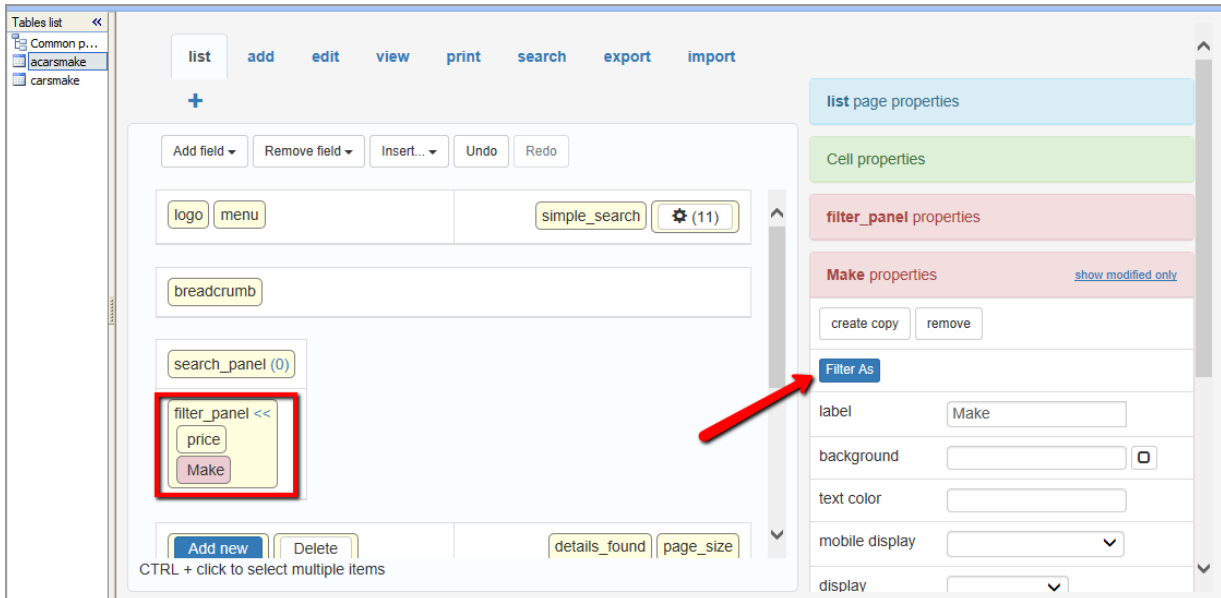 Tables list «
Common p...
acarsmake
carsmake
list add edit view print search export import
+
Add field Remove field Insert... Undo Redo
logo menu simple_search (11)
breadcrumb
search_panel (0)
filter_panel <<
price
Make
Add new Delete details_found page_size
CTRL + click to select multiple items
list page properties
Cell properties
filter_panel properties
Make properties show modified only
create copy remove
Filter As
label Make
background
text color
mobile display
display